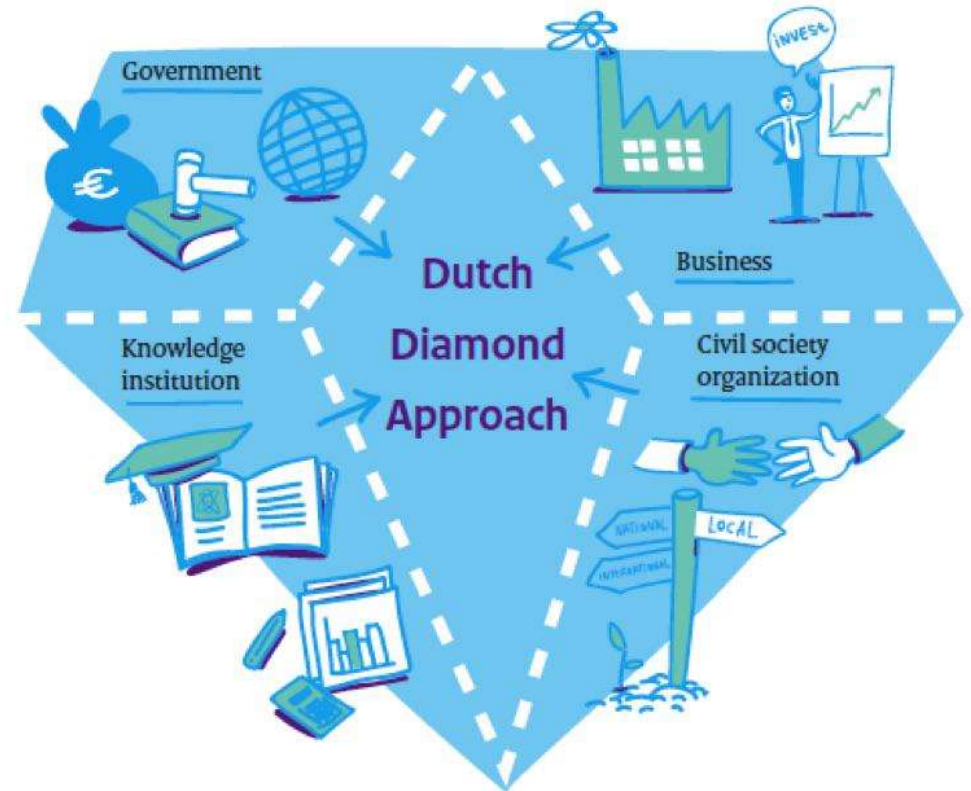 Government
€
INVEST
Business
Dutch
Diamond
Approach
Knowledge
institution
Civil society
organization
NATIONAL
LOCAL
INTERNATIONAL